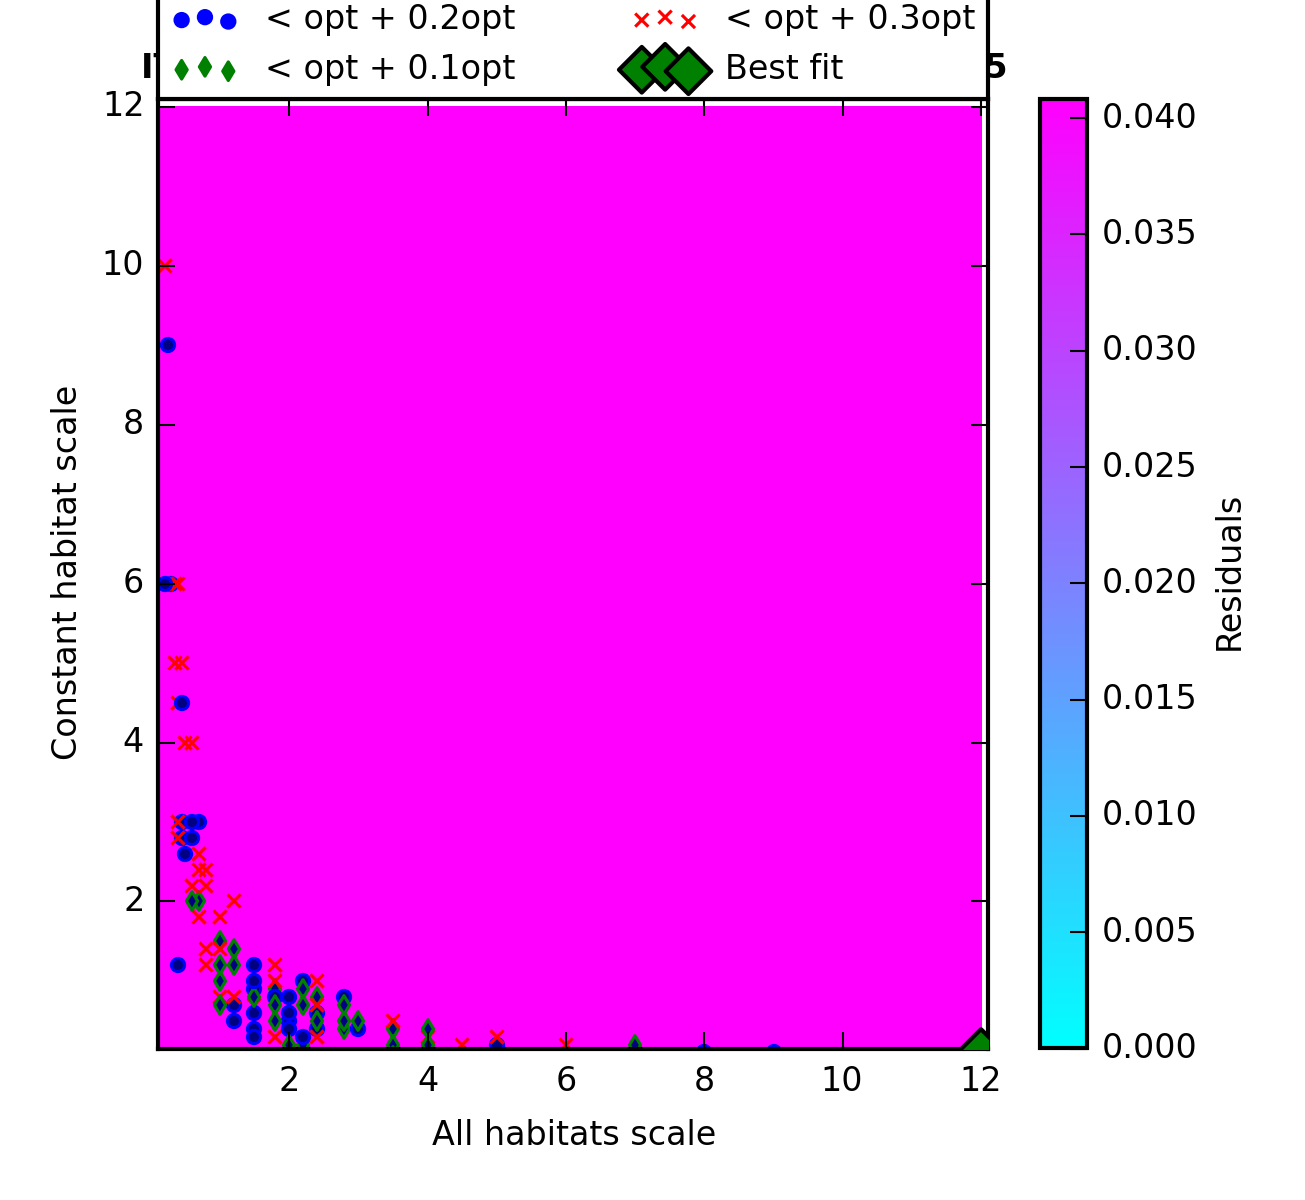 < opt + 0.2opt
< opt + 0.3opt
< opt + 0.1opt
Best fit
5
12
10
8
6
4
2
Constant habitat scale
2 4 6 8 10 12
All habitats scale
0.040
0.035
0.030
0.025
0.020
0.015
0.010
0.005
0.000
Residuals